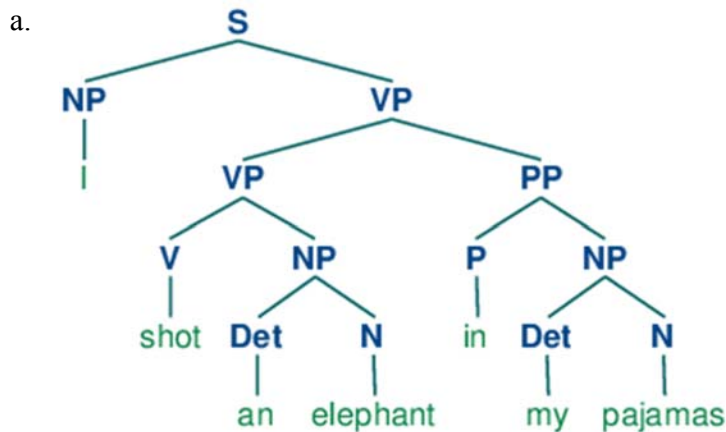 a.
S
NP VP
I VP PP
V NP P NP
shot Det N in Det N
an elephant my pajamas